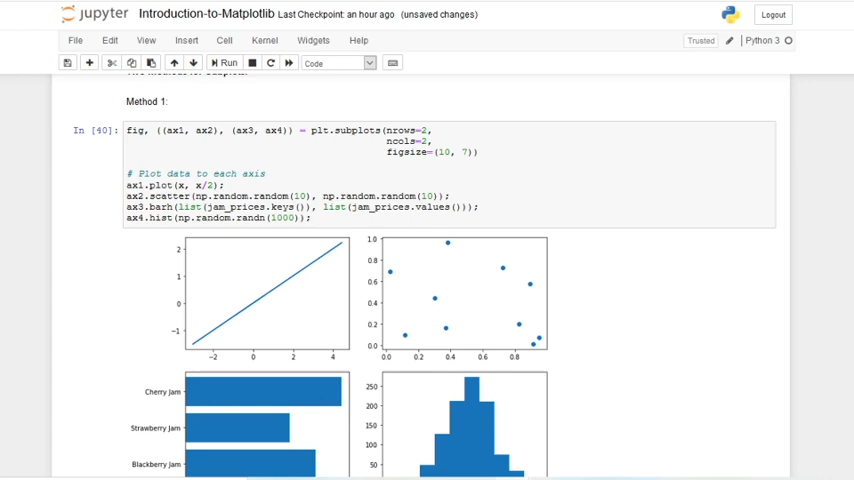 jupyter Introduction-to-Matplotlib Last Checkpoint: an hour ago (unsaved changes) Logout
File Edit View Insert Cell Kernel Widgets Help Trusted Python 3
Run Code
Two methods for Subplots:
Method 1:
In [40]: fig, ((ax1, ax2), (ax3, ax4)) = plt.subplots(nrows=2,
ncols=2,
figsize=(10, 7))
# Plot data to each axis
ax1.plot(x, x/2);
ax2.scatter(np.random.random(10), np.random.random(10));
ax3.barh(list(jam_prices.keys()), list(jam_prices.values()));
ax4.hist(np.random.randn(1000));
2
1
0
−1
−2 0 2 4
1.0
0.8
0.6
0.4
0.2
0.0
0.0 0.2 0.4 0.6 0.8
Cherry Jam
Strawberry Jam
Blackberry Jam
250
200
150
100
50